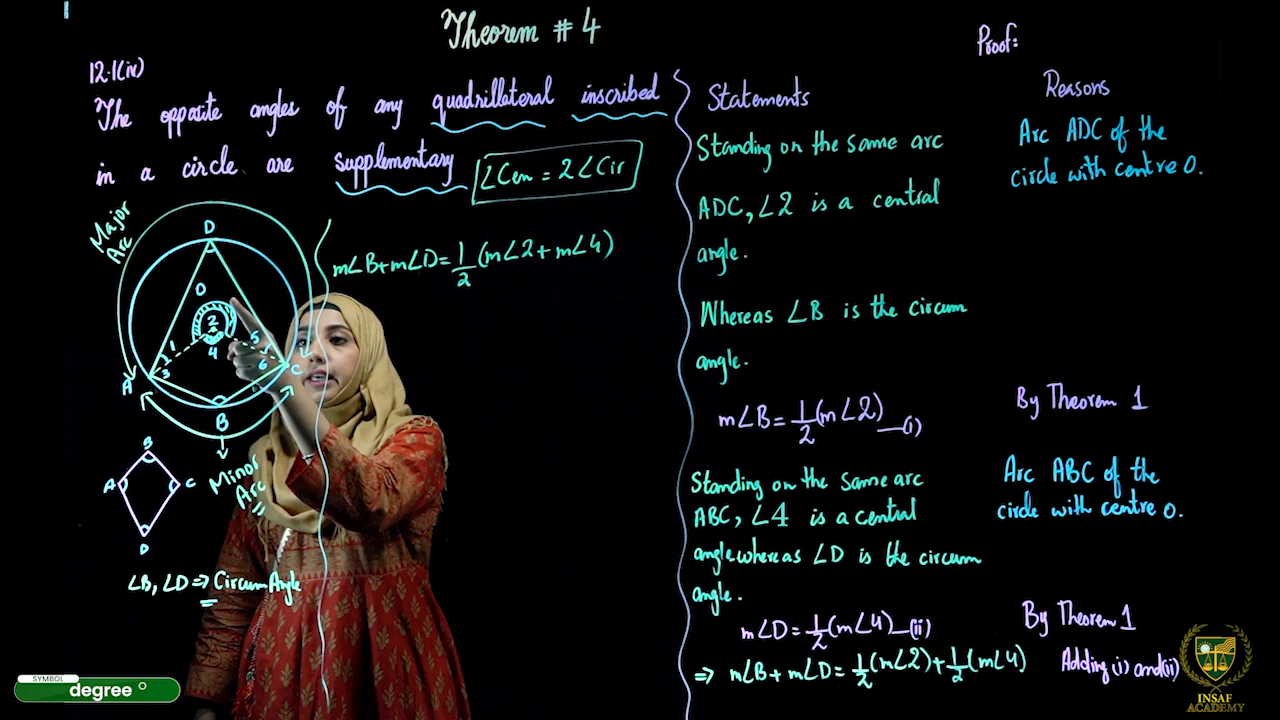 Theorem # 4
12.1(iv)
The opposite angles of any quadrillateral inscribed
in a circle are supplementary
∠Cen = 2∠Cir
Major
Arc
D
O
2
4
1
3
5
6
A
C
B
Minor
Arc
m∠B+m∠D=1/2(m∠2+m∠4)
B
A
C
D
∠B, ∠D ⇒ Circum Angle
Proof:
Statements
Reasons
Standing on the same arc
ADC, ∠2 is a central
angle.
Arc ADC of the
circle with centre O.
Whereas ∠B is the circum
angle.
m∠B=1/2(m∠2) —(i)
By Theorem 1
Standing on the same arc
ABC, ∠4 is a central
angle whereas ∠D is the circum
angle.
Arc ABC of the
circle with centre O.
m∠D=1/2(m∠4) —(ii)
By Theorem 1
⇒ m∠B+m∠D=1/2(m∠2)+1/2(m∠4)
Adding (i) and (ii)
SYMBOL
degree °
INSAF
ACADEMY